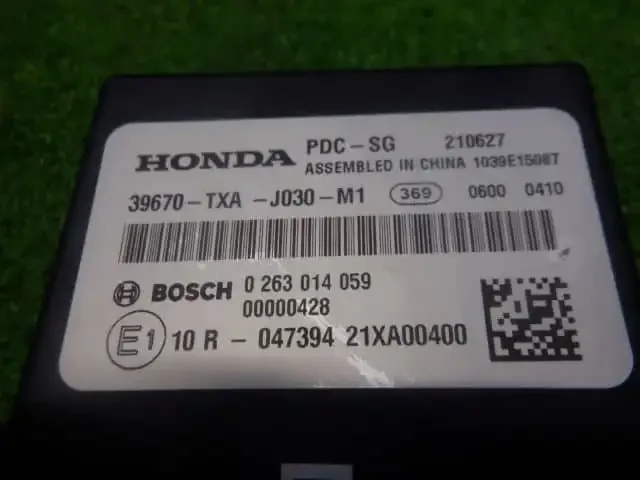 HONDA PDC-SG 210627
ASSEMBLED IN CHINA 1039E1508T
39670-TXA-J030-M1 369 0600 0410
BOSCH 0 263 014 059
00000428
E1 10 R - 047394 21XA00400